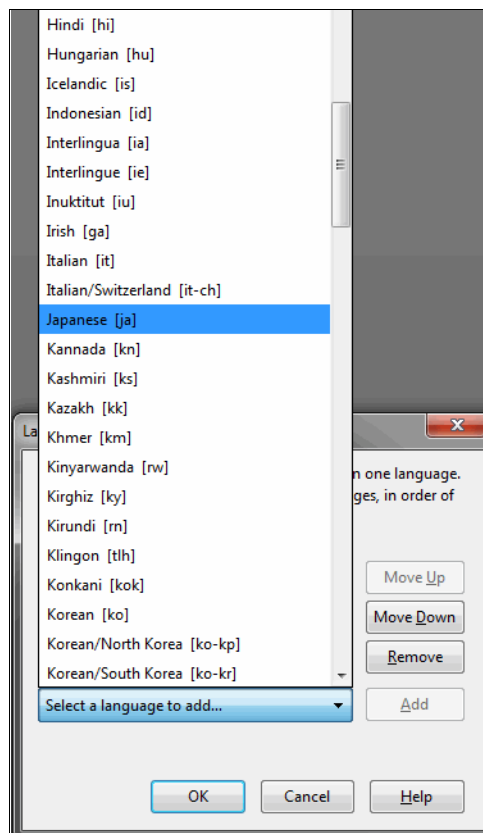 Hindi [hi]
Hungarian [hu]
Icelandic [is]
Indonesian [id]
Interlingua [ia]
Interlingue [ie]
Inuktitut [iu]
Irish [ga]
Italian [it]
Italian/Switzerland [it-ch]
Japanese [ja]
Kannada [kn]
Kashmiri [ks]
Kazakh [kk]
La
Khmer [km]
Kinyarwanda [rw]
n one language.
Kirghiz [ky]
ges, in order of
Kirundi [rn]
Klingon [tlh]
Konkani [kok]
Move Up
Korean [ko]
Move Down
Korean/North Korea [ko-kp]
Remove
Korean/South Korea [ko-kr]
Select a language to add...
Add
OK
Cancel
Help